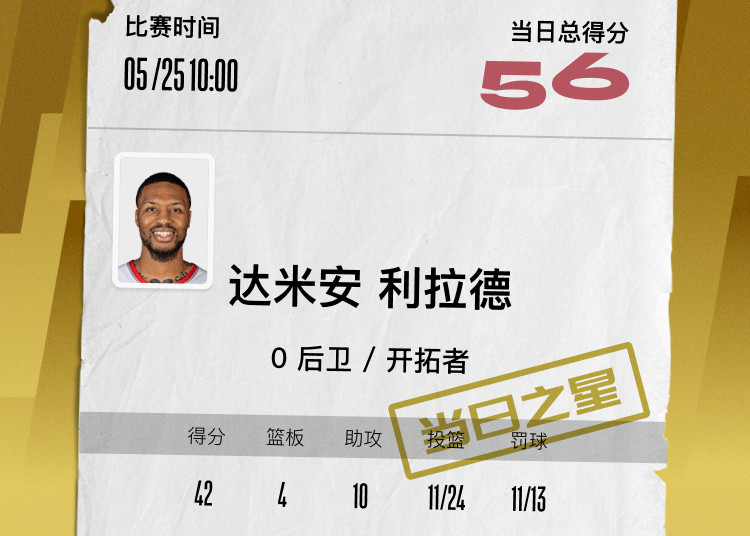 比赛时间
当日总得分
05/25 10:00
56
达米安 利拉德
0 后卫 / 开拓者
当日之星
得分 篮板 助攻 投篮 罚球
42 4 10 11/24 11/13